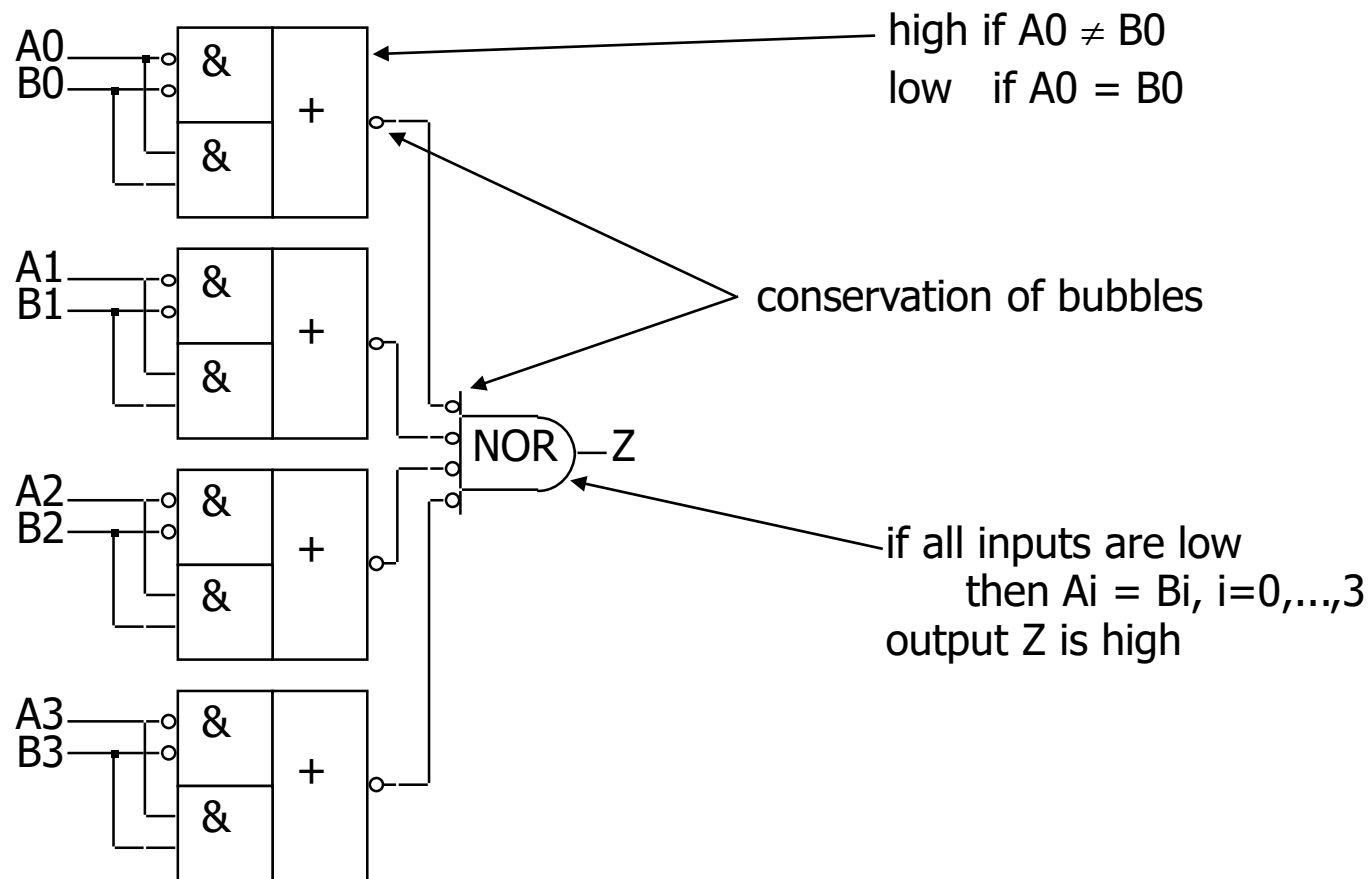 A0
B0
&
&
+
high if A0 ≠ B0
low if A0 = B0
A1
B1
&
&
+
conservation of bubbles
A2
B2
&
&
+
NOR
Z
if all inputs are low
then Ai = Bi, i=0,...,3
output Z is high
A3
B3
&
&
+